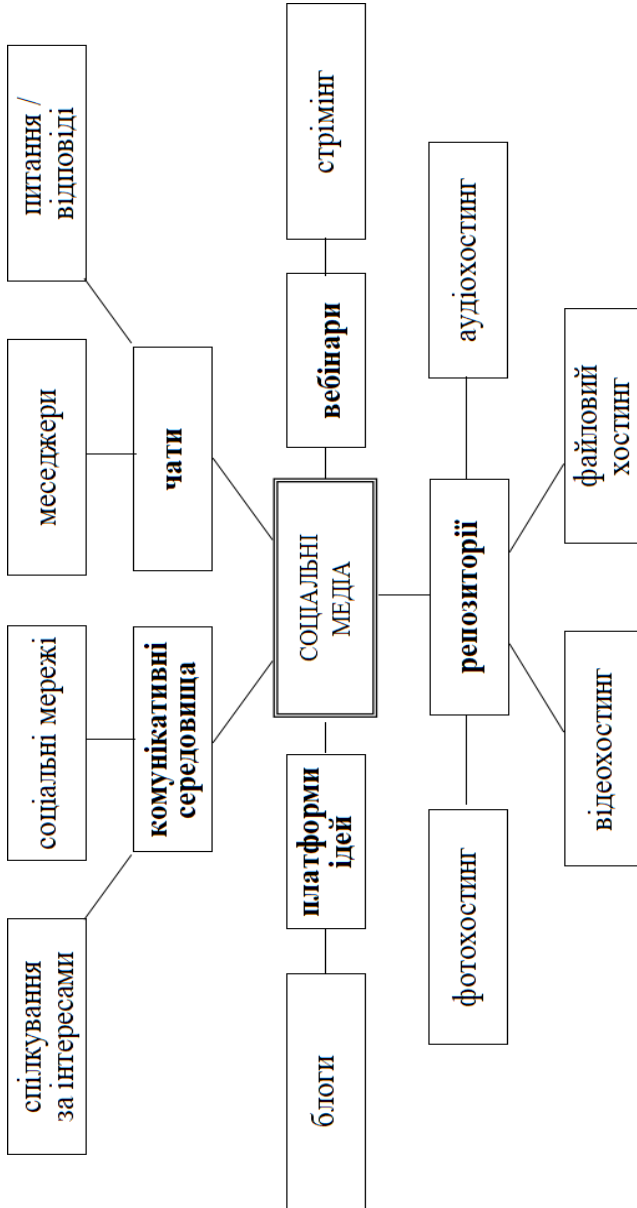 спілкування
за інтересами
соціальні мережі
меседжери
питання /
відповіді
комунікативні
середовища
чати
блоги
платформи
ідей
СОЦІАЛЬНІ
МЕДІА
вебінари
стрімінг
фотохостинг
репозиторії
аудіохостинг
відеохостинг
файловий
хостинг